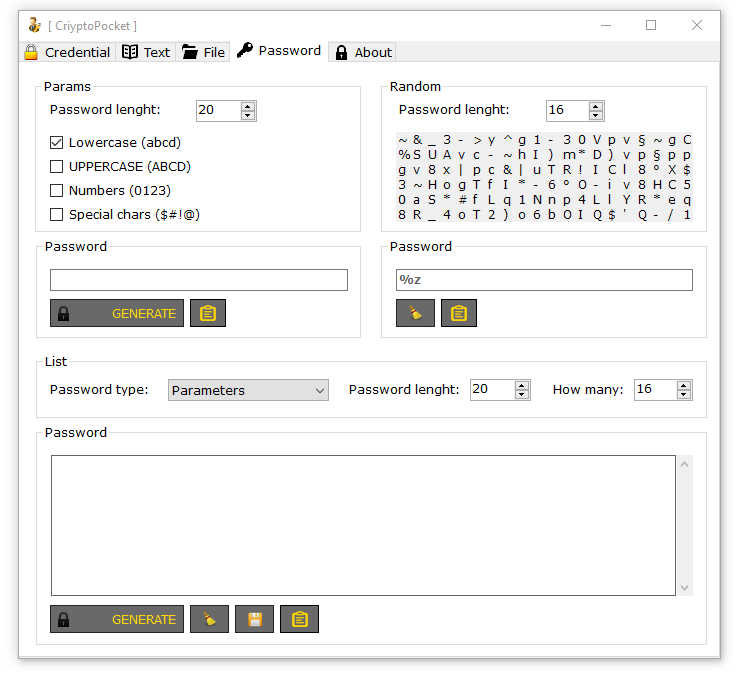 [ CriyptoPocket ]
Credential Text File Password About
Params
Password lenght: 20
Lowercase (abcd)
UPPERCASE (ABCD)
Numbers (0123)
Special chars ($#!@)
Random
Password lenght: 16
~ & _ 3 - > y ^ g 1 - 3 0 V p v § ~ g C
% S U A v c - ~ h I ) m * D ) v p § p p
g v 8 x | p c & | u T R ! I C l 8 ° X $
3 ~ H o g T f I * - 6 ° O - i v 8 H C 5
0 a S * # f L q 1 N n p 4 L l Y R * e q
8 R _ 4 o T 2 ) o 6 b O I Q $ ' Q - / 1
Password
GENERATE
Password
%z
List
Password type: Parameters Password lenght: 20 How many: 16
Password
GENERATE